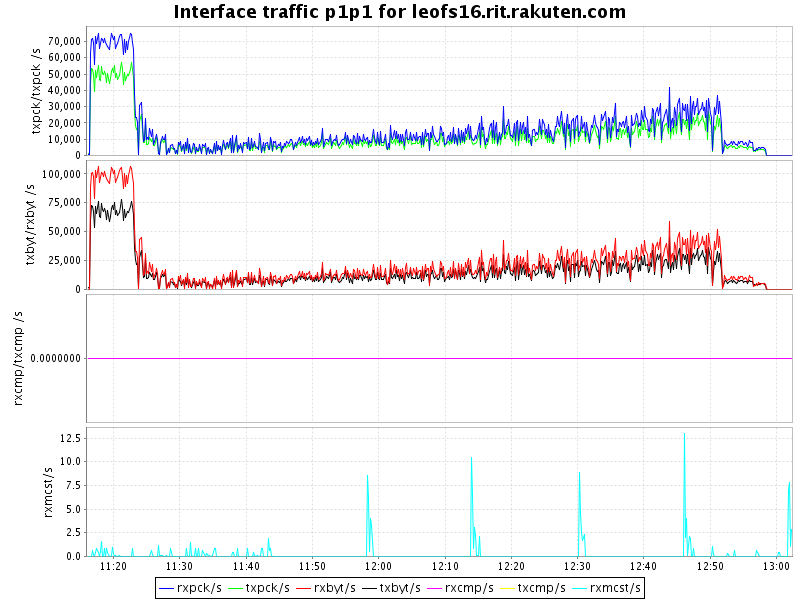 Interface traffic p1p1 for leofs16.rit.rakuten.com
txpck/txpck /s
70,000
60,000
50,000
40,000
30,000
20,000
10,000
0
txbyt/rxbyt /s
100,000
75,000
50,000
25,000
0
rxcmp/txcmp /s
0.0000000
rxmcst/s
12.5
10.0
7.5
5.0
2.5
0.0
11:20 11:30 11:40 11:50 12:00 12:10 12:20 12:30 12:40 12:50 13:00
rxpck/s txpck/s rxbyt/s txbyt/s rxcmp/s txcmp/s rxmcst/s